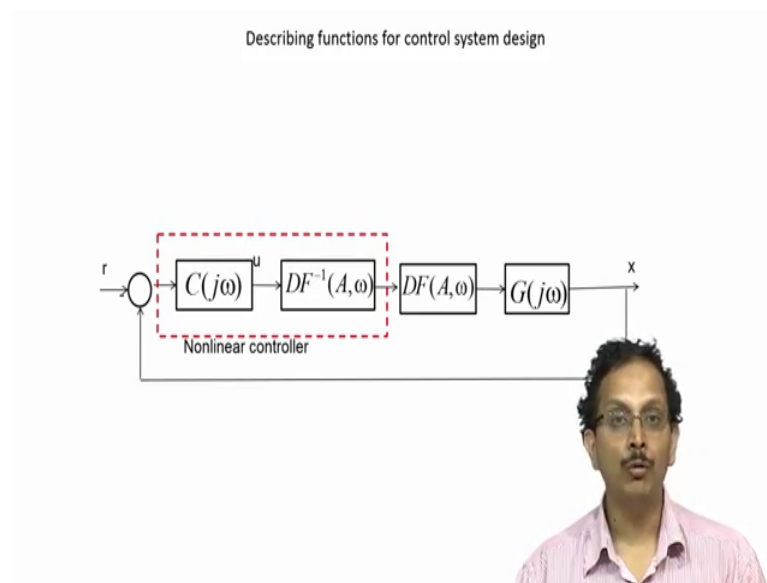 Describing functions for control system design
r
C(jω)
u
DF⁻¹(A,ω)
DF(A,ω)
G(jω)
x
Nonlinear controller